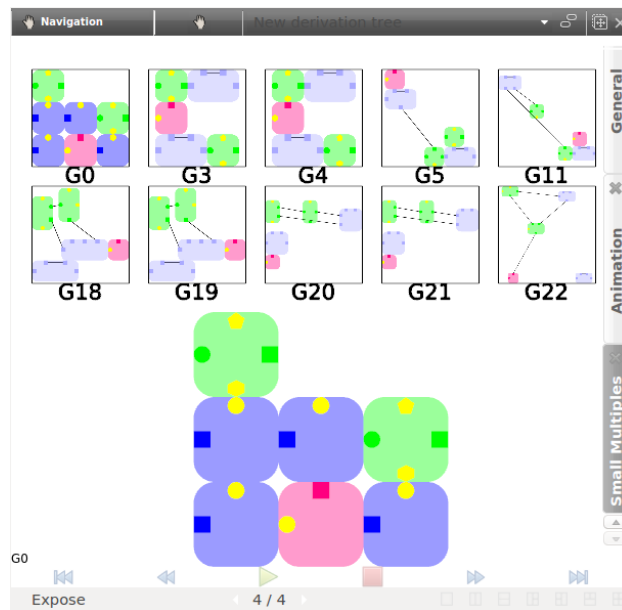 Navigation
New derivation tree
G0 G3 G4 G5 G11
G18 G19 G20 G21 G22
General
Animation
Small Multiples
G0
Expose 4 / 4